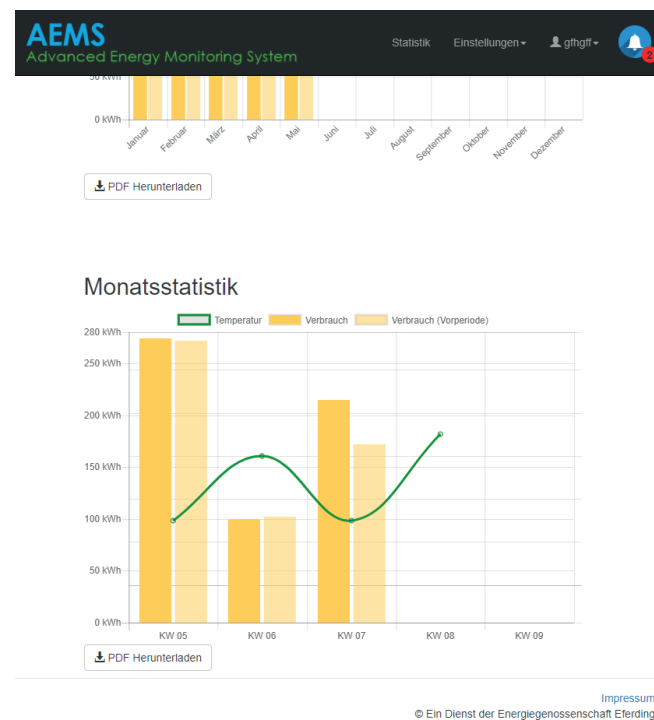 AEMS
Advanced Energy Monitoring System
Statistik Einstellungen gfhgff 2
50 kWh
0 kWh
Januar Februar März April Mai Juni Juli August September Oktober November Dezember
PDF Herunterladen
Monatsstatistik
Temperatur Verbrauch Verbrauch (Vorperiode)
280 kWh
250 kWh
200 kWh
150 kWh
100 kWh
50 kWh
0 kWh
KW 05 KW 06 KW 07 KW 08 KW 09
PDF Herunterladen
Impressum
© Ein Dienst der Energiegenossenschaft Eferding